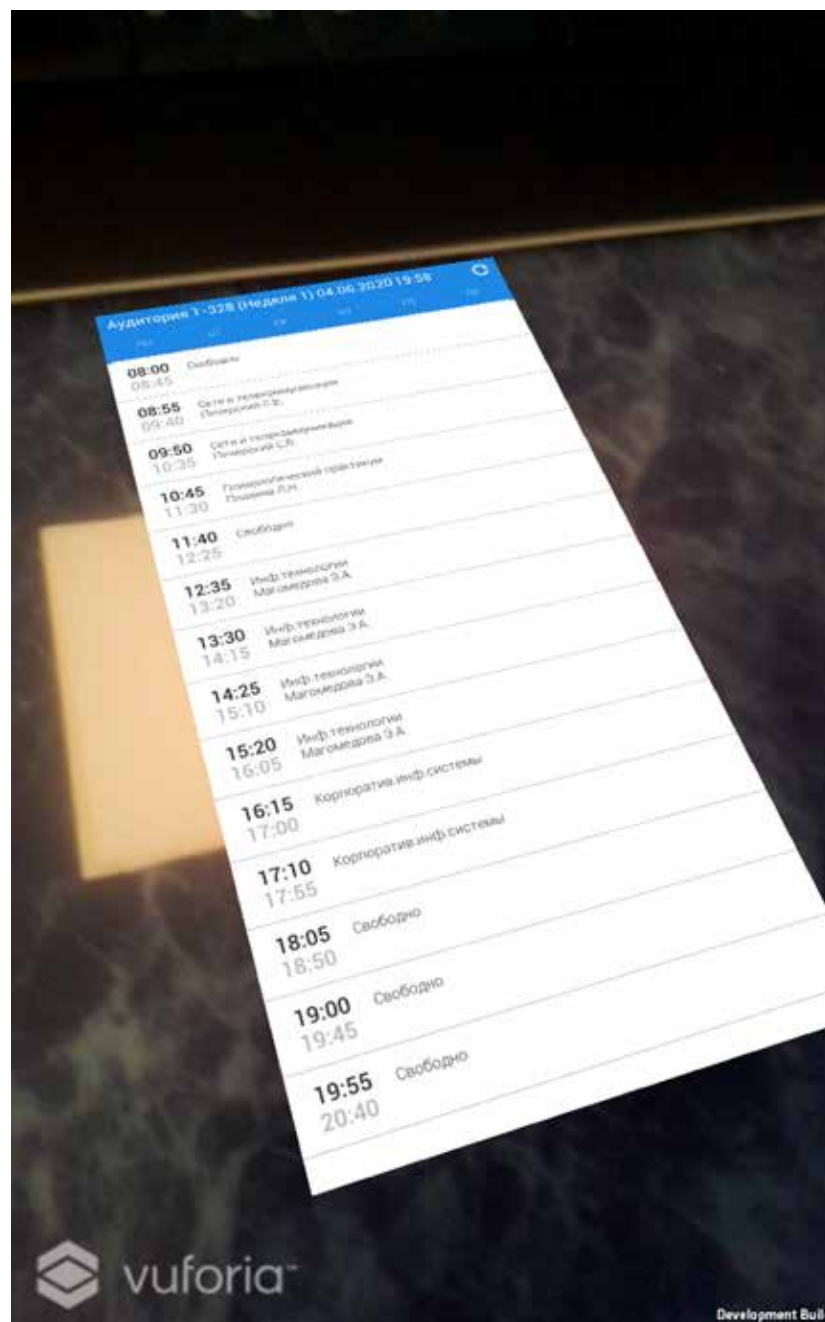 Аудитория 1-328 (Неделя 1) 04.06.2020 19:58
08:00 Свободно
08:45
08:55 Сети и телекоммуникации
09:40
09:50 Сети и телекоммуникации
10:35
10:45 практикум
11:30
11:40 Свободно
12:25
12:35 Инф.технологии
13:20 Магомедова Э.А.
13:30 Инф.технологии
14:15 Магомедова Э.А.
14:25 Инф.технологии
15:10 Магомедова Э.А.
15:20 Инф.технологии
16:05 Магомедова Э.А.
16:15 Корпоратив.инф.системы
17:00
17:10 Корпоратив.инф.системы
17:55
18:05 Свободно
18:50
19:00 Свободно
19:45
19:55 Свободно
20:40
vuforia™
Development Buil